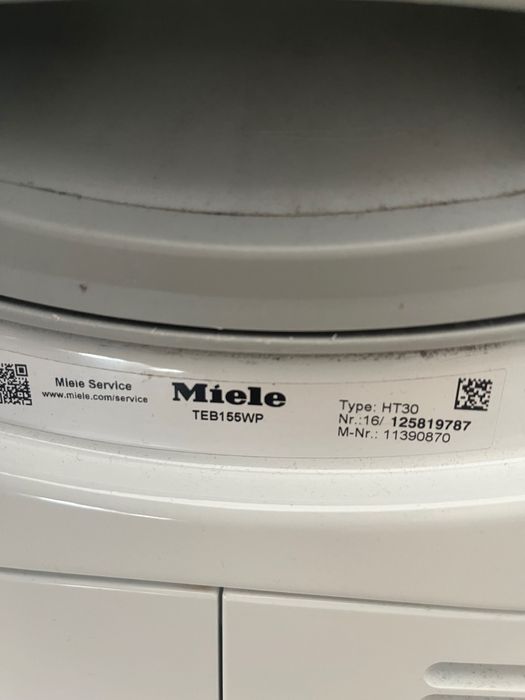 Miele Service
www.miele.com/service
Miele
TEB155WP
Type: HT30
Nr.:16/ 125819787
M-Nr.: 11390870